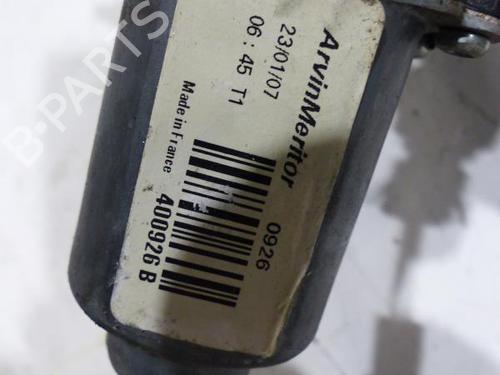 ArvinMeritor 0926
23/01/07
06 : 45 T1
Made in France 400926 B
B-PARTS